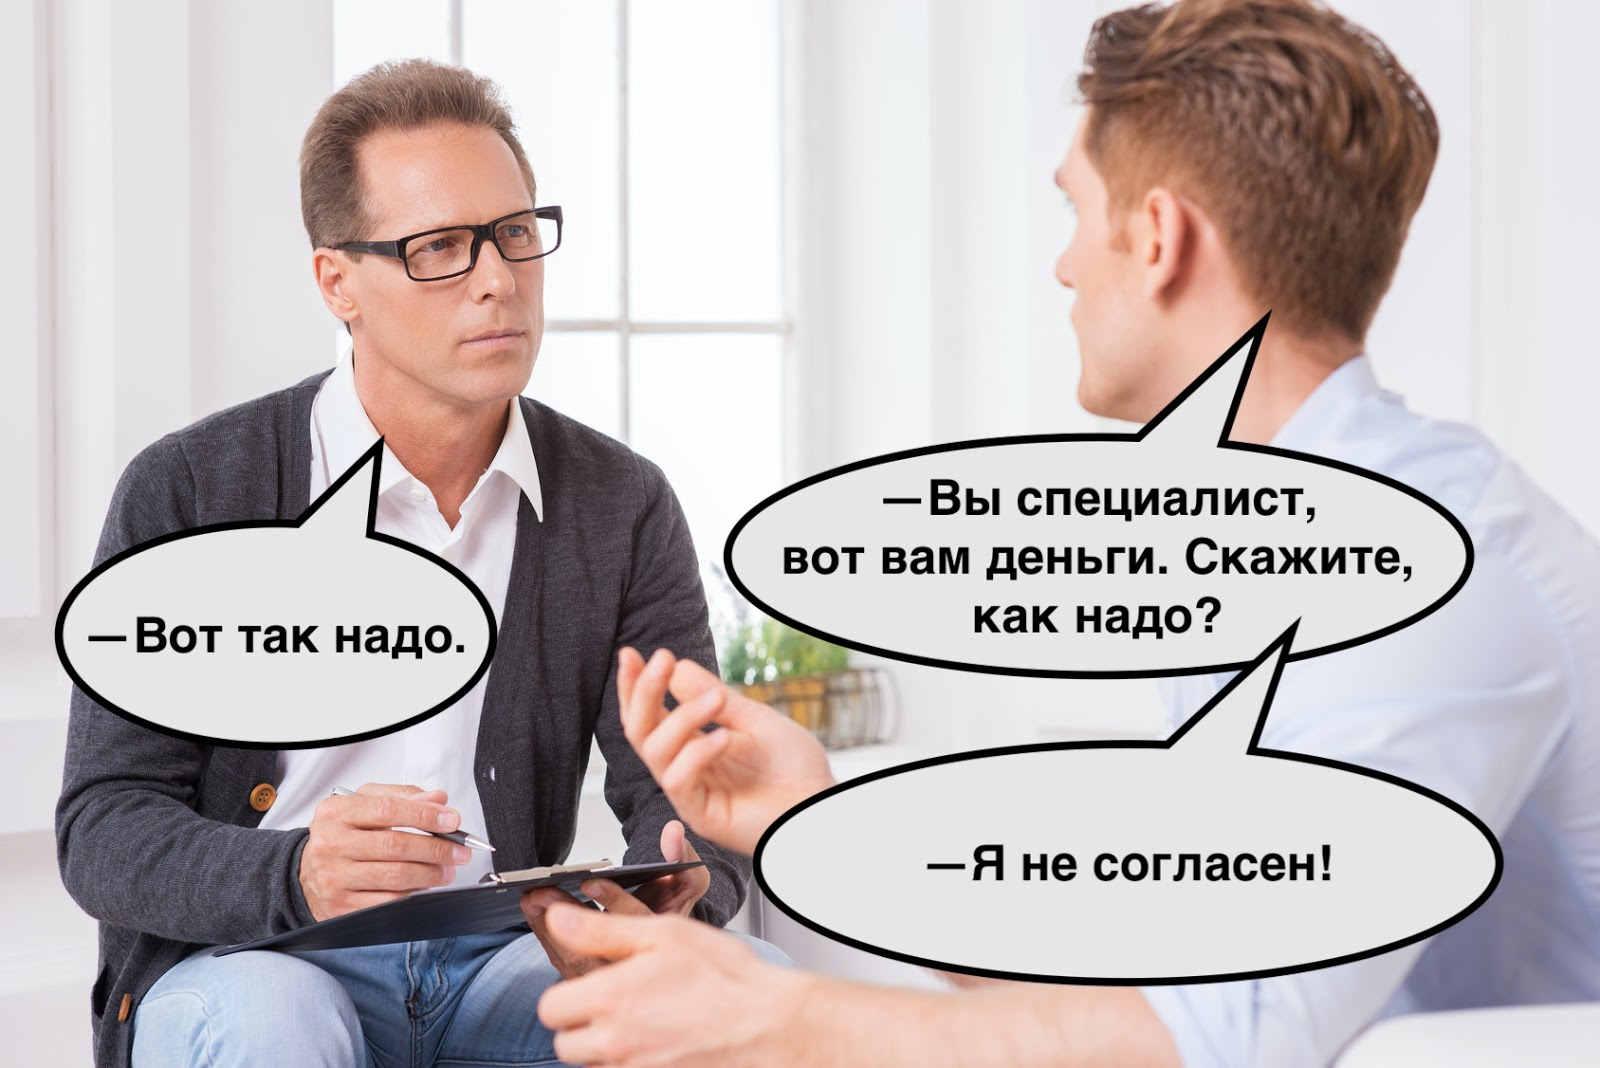 —Вы специалист,
вот вам деньги. Скажите,
как надо?
—Вот так надо.
—Я не согласен!